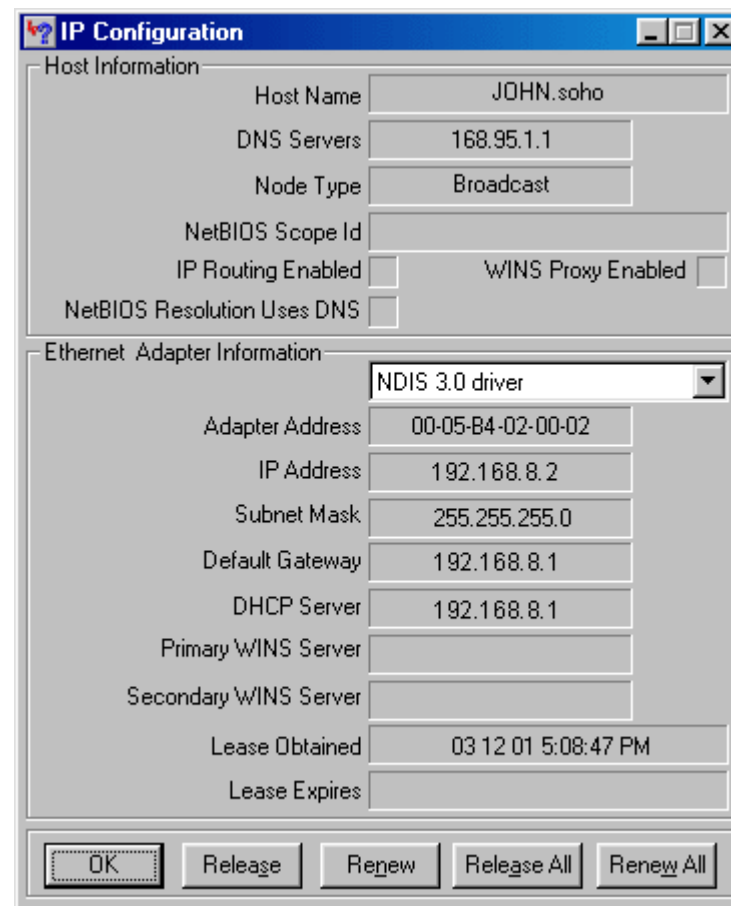 IP Configuration
Host Information
Host Name JOHN.soho
DNS Servers 168.95.1.1
Node Type Broadcast
NetBIOS Scope Id
IP Routing Enabled WINS Proxy Enabled
NetBIOS Resolution Uses DNS
Ethernet Adapter Information
NDIS 3.0 driver
Adapter Address 00-05-B4-02-00-02
IP Address 192.168.8.2
Subnet Mask 255.255.255.0
Default Gateway 192.168.8.1
DHCP Server 192.168.8.1
Primary WINS Server
Secondary WINS Server
Lease Obtained 03 12 01 5:08:47 PM
Lease Expires
OK Release Renew Release All Renew All